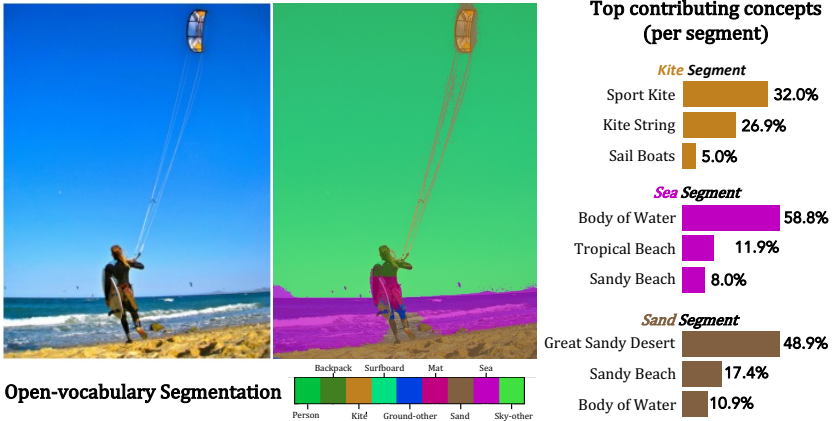 Top contributing concepts
(per segment)
Kite Segment
Sport Kite 32.0%
Kite String 26.9%
Sail Boats 5.0%
Sea Segment
Body of Water 58.8%
Tropical Beach 11.9%
Sandy Beach 8.0%
Sand Segment
Great Sandy Desert 48.9%
Sandy Beach 17.4%
Body of Water 10.9%
Open-vocabulary Segmentation
Backpack Surfboard Mat Sea
Person Kite Ground-other Sand Sky-other